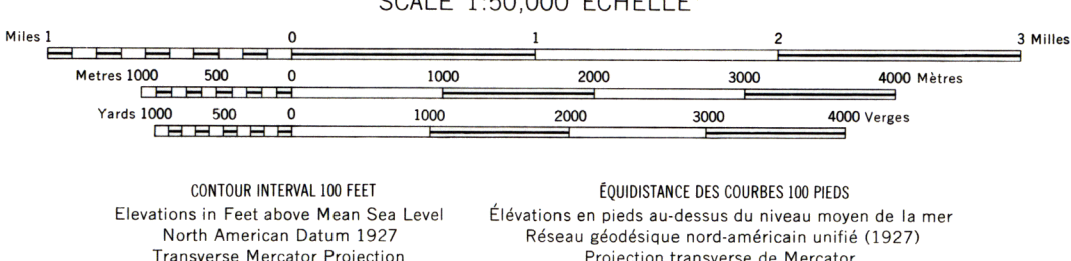 SCALE 1:50,000 ÉCHELLE
Miles 1 0 1 2 3 Milles
Metres 1000 500 0 1000 2000 3000 4000 Mètres
Yards 1000 500 0 1000 2000 3000 4000 Verges
CONTOUR INTERVAL 100 FEET
Elevations in Feet above Mean Sea Level
North American Datum 1927
Transverse Mercator Projection
ÉQUIDISTANCE DES COURBES 100 PIEDS
Élévations en pieds au-dessus du niveau moyen de la mer
Réseau géodésique nord-américain unifié (1927)
Projection transverse de Mercator